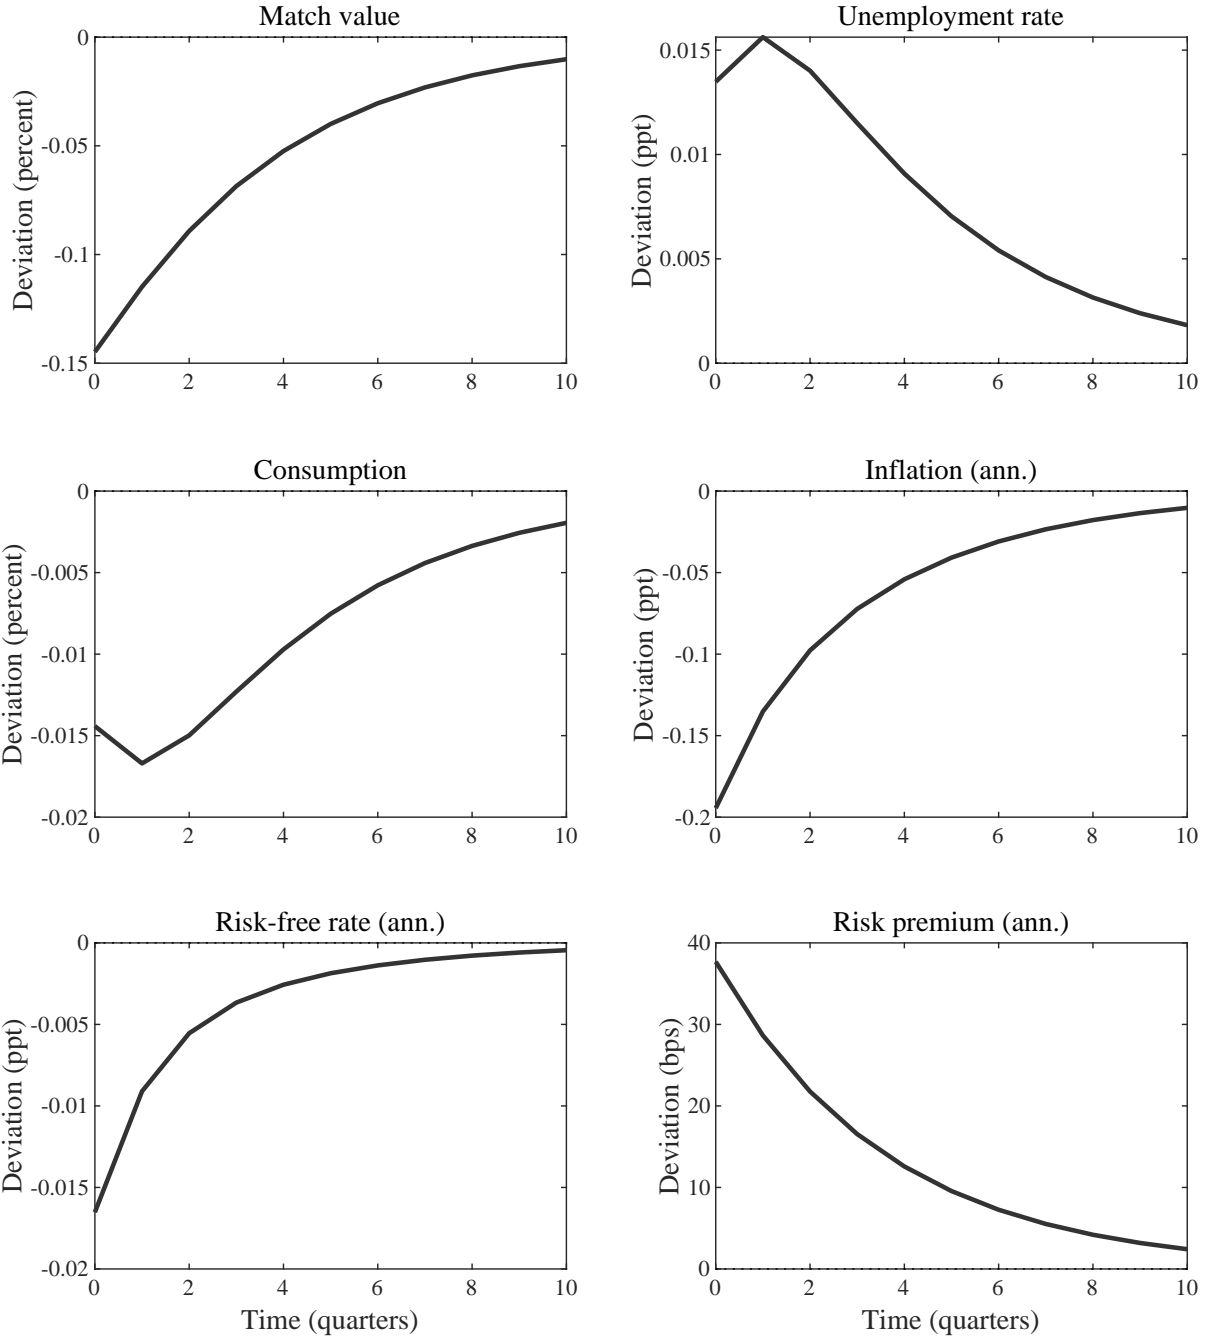 Match value
Deviation (percent)
0
-0.05
-0.1
-0.15
0 2 4 6 8 10
Unemployment rate
Deviation (ppt)
0.015
0.01
0.005
0
0 2 4 6 8 10
Consumption
Deviation (percent)
0
-0.005
-0.01
-0.015
-0.02
0 2 4 6 8 10
Inflation (ann.)
Deviation (ppt)
0
-0.05
-0.1
-0.15
-0.2
0 2 4 6 8 10
Risk-free rate (ann.)
Deviation (ppt)
0
-0.005
-0.01
-0.015
-0.02
0 2 4 6 8 10
Time (quarters)
Risk premium (ann.)
Deviation (bps)
40
30
20
10
0
0 2 4 6 8 10
Time (quarters)